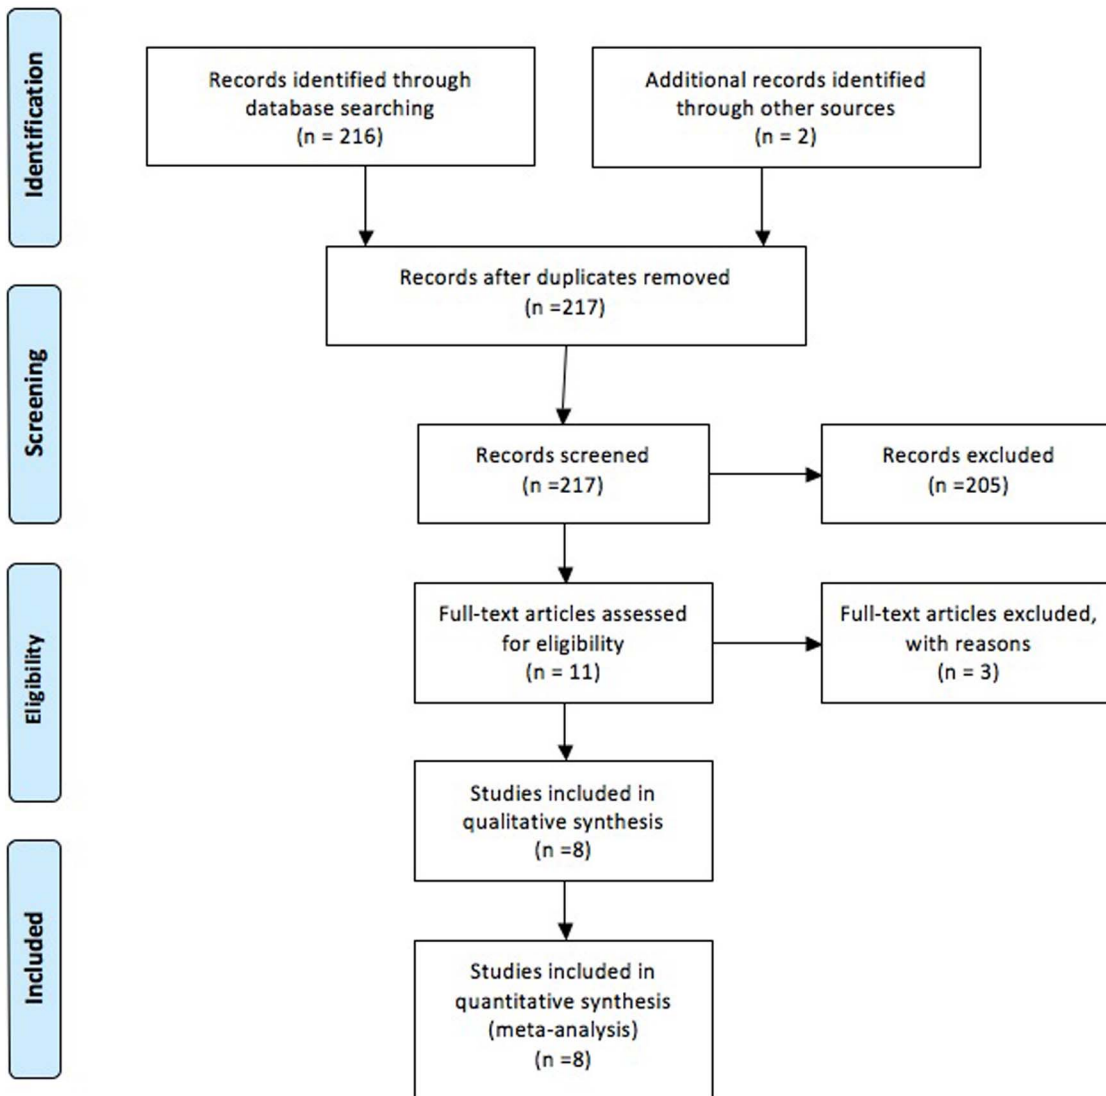 Identification
Records identified through
database searching
(n = 216)
Additional records identified
through other sources
(n = 2)
Records after duplicates removed
(n =217)
Screening
Records screened
(n =217)
Records excluded
(n =205)
Eligibility
Full-text articles assessed
for eligibility
(n = 11)
Full-text articles excluded,
with reasons
(n = 3)
Studies included in
qualitative synthesis
(n =8)
Included
Studies included in
quantitative synthesis
(meta-analysis)
(n =8)